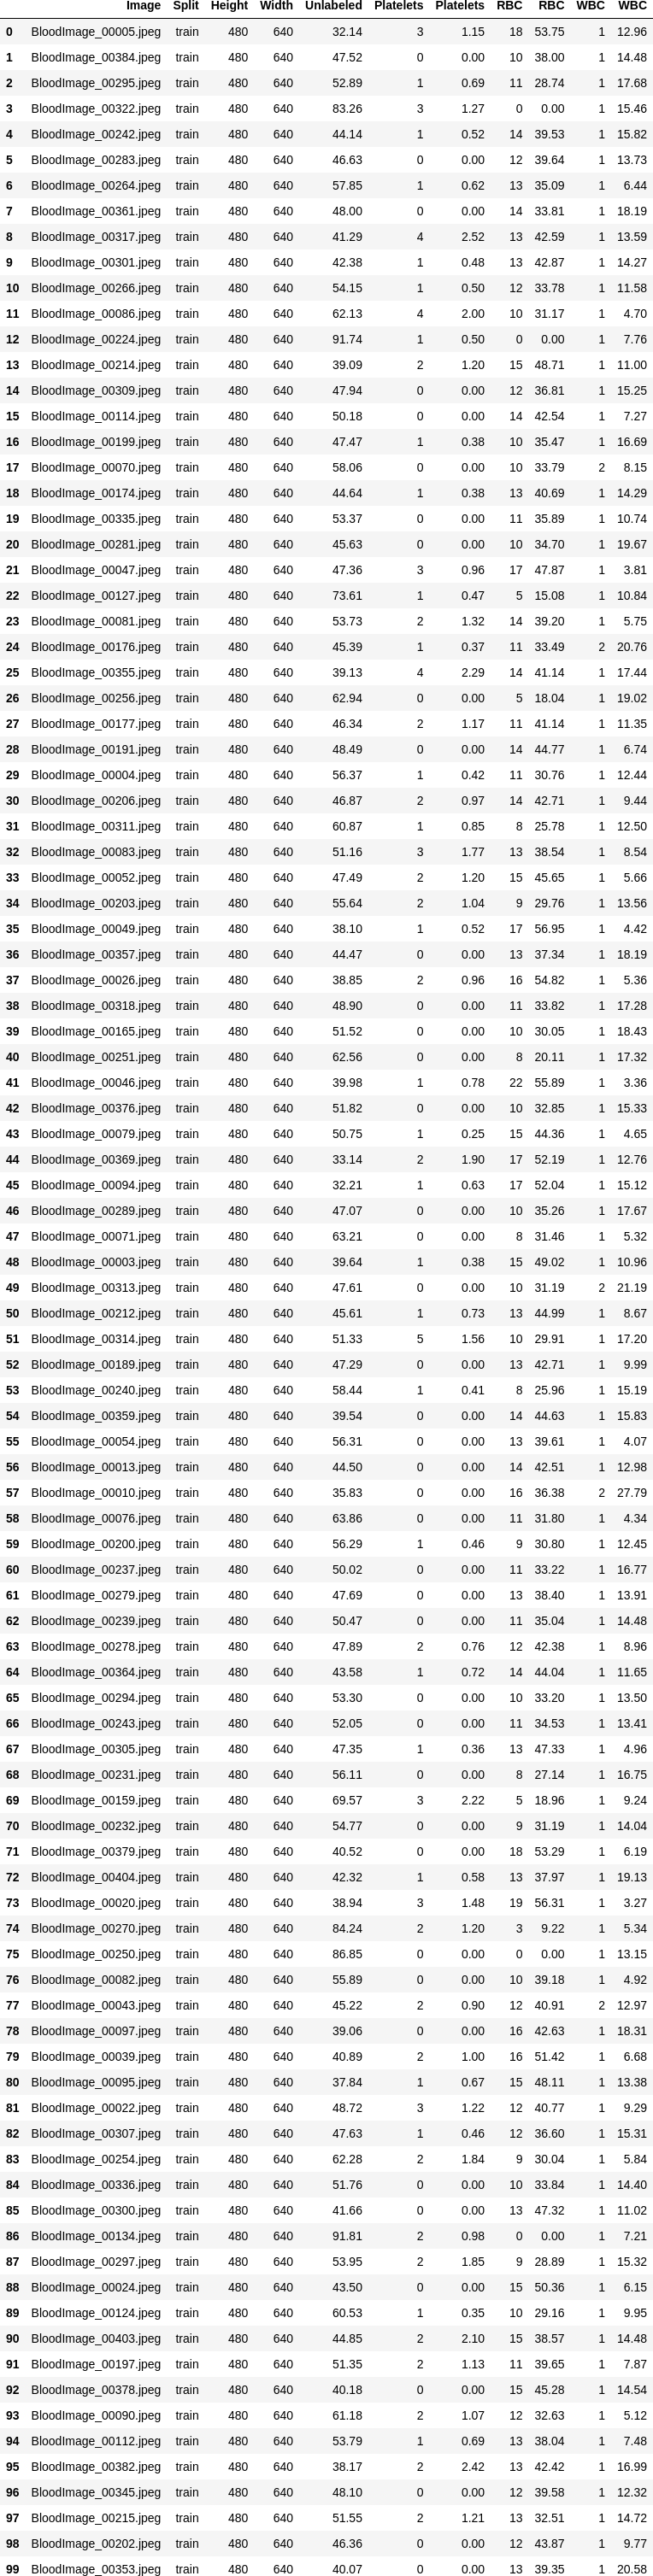 Image Split Height Width Unlabeled Platelets Platelets RBC RBC WBC WBC
0 BloodImage_00005.jpeg train 480 640 32.14 3 1.15 18 53.75 1 12.96
1 BloodImage_00384.jpeg train 480 640 47.52 0 0.00 10 38.00 1 14.48
2 BloodImage_00295.jpeg train 480 640 52.89 1 0.69 11 28.74 1 17.68
3 BloodImage_00322.jpeg train 480 640 83.26 3 1.27 0 0.00 1 15.46
4 BloodImage_00242.jpeg train 480 640 44.14 1 0.52 14 39.53 1 15.82
5 BloodImage_00283.jpeg train 480 640 46.63 0 0.00 12 39.64 1 13.73
6 BloodImage_00264.jpeg train 480 640 57.85 1 0.62 13 35.09 1 6.44
7 BloodImage_00361.jpeg train 480 640 48.00 0 0.00 14 33.81 1 18.19
8 BloodImage_00317.jpeg train 480 640 41.29 4 2.52 13 42.59 1 13.59
9 BloodImage_00301.jpeg train 480 640 42.38 1 0.48 13 42.87 1 14.27
10 BloodImage_00266.jpeg train 480 640 54.15 1 0.50 12 33.78 1 11.58
11 BloodImage_00086.jpeg train 480 640 62.13 4 2.00 10 31.17 1 4.70
12 BloodImage_00224.jpeg train 480 640 91.74 1 0.50 0 0.00 1 7.76
13 BloodImage_00214.jpeg train 480 640 39.09 2 1.20 15 48.71 1 11.00
14 BloodImage_00309.jpeg train 480 640 47.94 0 0.00 12 36.81 1 15.25
15 BloodImage_00114.jpeg train 480 640 50.18 0 0.00 14 42.54 1 7.27
16 BloodImage_00199.jpeg train 480 640 47.47 1 0.38 10 35.47 1 16.69
17 BloodImage_00070.jpeg train 480 640 58.06 0 0.00 10 33.79 2 8.15
18 BloodImage_00174.jpeg train 480 640 44.64 1 0.38 13 40.69 1 14.29
19 BloodImage_00335.jpeg train 480 640 53.37 0 0.00 11 35.89 1 10.74
20 BloodImage_00281.jpeg train 480 640 45.63 0 0.00 10 34.70 1 19.67
21 BloodImage_00047.jpeg train 480 640 47.36 3 0.96 17 47.87 1 3.81
22 BloodImage_00127.jpeg train 480 640 73.61 1 0.47 5 15.08 1 10.84
23 BloodImage_00081.jpeg train 480 640 53.73 2 1.32 14 39.20 1 5.75
24 BloodImage_00176.jpeg train 480 640 45.39 1 0.37 11 33.49 2 20.76
25 BloodImage_00355.jpeg train 480 640 39.13 4 2.29 14 41.14 1 17.44
26 BloodImage_00256.jpeg train 480 640 62.94 0 0.00 5 18.04 1 19.02
27 BloodImage_00177.jpeg train 480 640 46.34 2 1.17 11 41.14 1 11.35
28 BloodImage_00191.jpeg train 480 640 48.49 0 0.00 14 44.77 1 6.74
29 BloodImage_00004.jpeg train 480 640 56.37 1 0.42 11 30.76 1 12.44
30 BloodImage_00206.jpeg train 480 640 46.87 2 0.97 14 42.71 1 9.44
31 BloodImage_00311.jpeg train 480 640 60.87 1 0.85 8 25.78 1 12.50
32 BloodImage_00083.jpeg train 480 640 51.16 3 1.77 13 38.54 1 8.54
33 BloodImage_00052.jpeg train 480 640 47.49 2 1.20 15 45.65 1 5.66
34 BloodImage_00203.jpeg train 480 640 55.64 2 1.04 9 29.76 1 13.56
35 BloodImage_00049.jpeg train 480 640 38.10 1 0.52 17 56.95 1 4.42
36 BloodImage_00357.jpeg train 480 640 44.47 0 0.00 13 37.34 1 18.19
37 BloodImage_00026.jpeg train 480 640 38.85 2 0.96 16 54.82 1 5.36
38 BloodImage_00318.jpeg train 480 640 48.90 0 0.00 11 33.82 1 17.28
39 BloodImage_00165.jpeg train 480 640 51.52 0 0.00 10 30.05 1 18.43
40 BloodImage_00251.jpeg train 480 640 62.56 0 0.00 8 20.11 1 17.32
41 BloodImage_00046.jpeg train 480 640 39.98 1 0.78 22 55.89 1 3.36
42 BloodImage_00376.jpeg train 480 640 51.82 0 0.00 10 32.85 1 15.33
43 BloodImage_00079.jpeg train 480 640 50.75 1 0.25 15 44.36 1 4.65
44 BloodImage_00369.jpeg train 480 640 33.14 2 1.90 17 52.19 1 12.76
45 BloodImage_00094.jpeg train 480 640 32.21 1 0.63 17 52.04 1 15.12
46 BloodImage_00289.jpeg train 480 640 47.07 0 0.00 10 35.26 1 17.67
47 BloodImage_00071.jpeg train 480 640 63.21 0 0.00 8 31.46 1 5.32
48 BloodImage_00003.jpeg train 480 640 39.64 1 0.38 15 49.02 1 10.96
49 BloodImage_00313.jpeg train 480 640 47.61 0 0.00 10 31.19 2 21.19
50 BloodImage_00212.jpeg train 480 640 45.61 1 0.73 13 44.99 1 8.67
51 BloodImage_00314.jpeg train 480 640 51.33 5 1.56 10 29.91 1 17.20
52 BloodImage_00189.jpeg train 480 640 47.29 0 0.00 13 42.71 1 9.99
53 BloodImage_00240.jpeg train 480 640 58.44 1 0.41 8 25.96 1 15.19
54 BloodImage_00359.jpeg train 480 640 39.54 0 0.00 14 44.63 1 15.83
55 BloodImage_00054.jpeg train 480 640 56.31 0 0.00 13 39.61 1 4.07
56 BloodImage_00013.jpeg train 480 640 44.50 0 0.00 14 42.51 1 12.98
57 BloodImage_00010.jpeg train 480 640 35.83 0 0.00 16 36.38 2 27.79
58 BloodImage_00076.jpeg train 480 640 63.86 0 0.00 11 31.80 1 4.34
59 BloodImage_00200.jpeg train 480 640 56.29 1 0.46 9 30.80 1 12.45
60 BloodImage_00237.jpeg train 480 640 50.02 0 0.00 11 33.22 1 16.77
61 BloodImage_00279.jpeg train 480 640 47.69 0 0.00 13 38.40 1 13.91
62 BloodImage_00239.jpeg train 480 640 50.47 0 0.00 11 35.04 1 14.48
63 BloodImage_00278.jpeg train 480 640 47.89 2 0.76 12 42.38 1 8.96
64 BloodImage_00364.jpeg train 480 640 43.58 1 0.72 14 44.04 1 11.65
65 BloodImage_00294.jpeg train 480 640 53.30 0 0.00 10 33.20 1 13.50
66 BloodImage_00243.jpeg train 480 640 52.05 0 0.00 11 34.53 1 13.41
67 BloodImage_00305.jpeg train 480 640 47.35 1 0.36 13 47.33 1 4.96
68 BloodImage_00231.jpeg train 480 640 56.11 0 0.00 8 27.14 1 16.75
69 BloodImage_00159.jpeg train 480 640 69.57 3 2.22 5 18.96 1 9.24
70 BloodImage_00232.jpeg train 480 640 54.77 0 0.00 9 31.19 1 14.04
71 BloodImage_00379.jpeg train 480 640 40.52 0 0.00 18 53.29 1 6.19
72 BloodImage_00404.jpeg train 480 640 42.32 1 0.58 13 37.97 1 19.13
73 BloodImage_00020.jpeg train 480 640 38.94 3 1.48 19 56.31 1 3.27
74 BloodImage_00270.jpeg train 480 640 84.24 2 1.20 3 9.22 1 5.34
75 BloodImage_00250.jpeg train 480 640 86.85 0 0.00 0 0.00 1 13.15
76 BloodImage_00082.jpeg train 480 640 55.89 0 0.00 10 39.18 1 4.92
77 BloodImage_00043.jpeg train 480 640 45.22 2 0.90 12 40.91 2 12.97
78 BloodImage_00097.jpeg train 480 640 39.06 0 0.00 16 42.63 1 18.31
79 BloodImage_00039.jpeg train 480 640 40.89 2 1.00 16 51.42 1 6.68
80 BloodImage_00095.jpeg train 480 640 37.84 1 0.67 15 48.11 1 13.38
81 BloodImage_00022.jpeg train 480 640 48.72 3 1.22 12 40.77 1 9.29
82 BloodImage_00307.jpeg train 480 640 47.63 1 0.46 12 36.60 1 15.31
83 BloodImage_00254.jpeg train 480 640 62.28 2 1.84 9 30.04 1 5.84
84 BloodImage_00336.jpeg train 480 640 51.76 0 0.00 10 33.84 1 14.40
85 BloodImage_00300.jpeg train 480 640 41.66 0 0.00 13 47.32 1 11.02
86 BloodImage_00134.jpeg train 480 640 91.81 2 0.98 0 0.00 1 7.21
87 BloodImage_00297.jpeg train 480 640 53.95 2 1.85 9 28.89 1 15.32
88 BloodImage_00024.jpeg train 480 640 43.50 0 0.00 15 50.36 1 6.15
89 BloodImage_00124.jpeg train 480 640 60.53 1 0.35 10 29.16 1 9.95
90 BloodImage_00403.jpeg train 480 640 44.85 2 2.10 15 38.57 1 14.48
91 BloodImage_00197.jpeg train 480 640 51.35 2 1.13 11 39.65 1 7.87
92 BloodImage_00378.jpeg train 480 640 40.18 0 0.00 15 45.28 1 14.54
93 BloodImage_00090.jpeg train 480 640 61.18 2 1.07 12 32.63 1 5.12
94 BloodImage_00112.jpeg train 480 640 53.79 1 0.69 13 38.04 1 7.48
95 BloodImage_00382.jpeg train 480 640 38.17 2 2.42 13 42.42 1 16.99
96 BloodImage_00345.jpeg train 480 640 48.10 0 0.00 12 39.58 1 12.32
97 BloodImage_00215.jpeg train 480 640 51.55 2 1.21 13 32.51 1 14.72
98 BloodImage_00202.jpeg train 480 640 46.36 0 0.00 12 43.87 1 9.77
99 BloodImage_00353.jpeg train 480 640 40.07 0 0.00 13 39.35 1 20.58